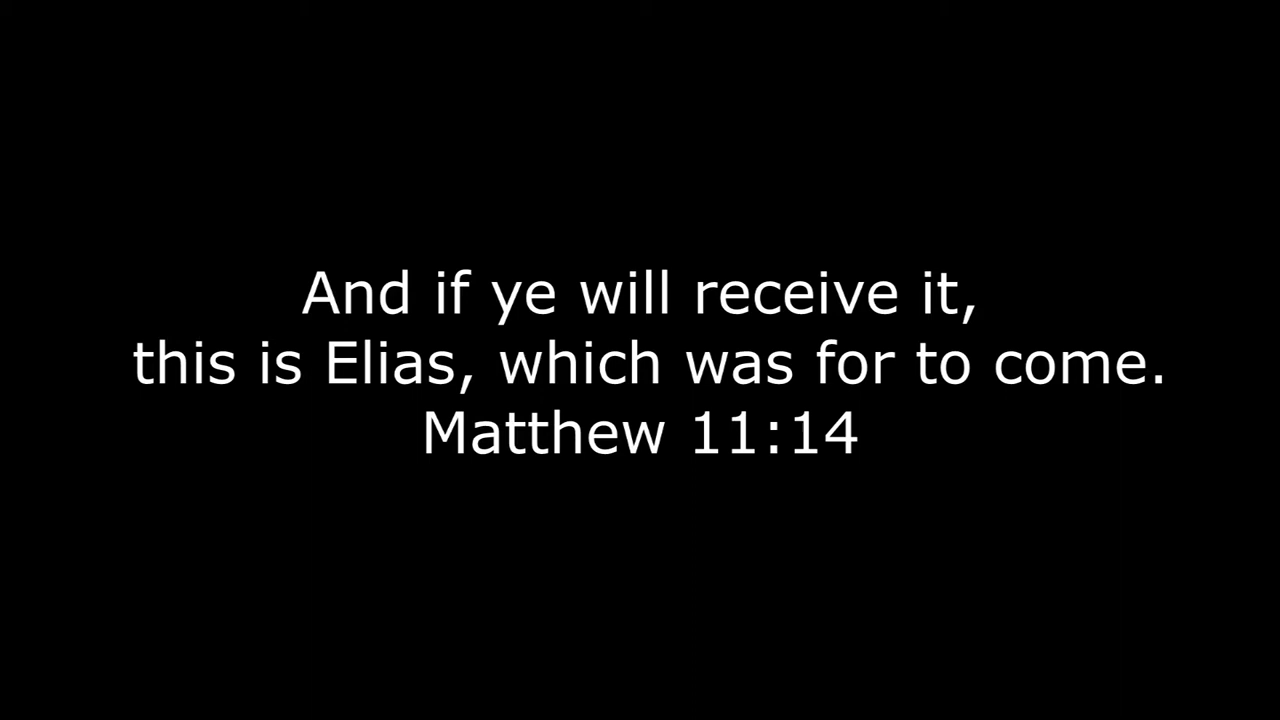 And if ye will receive it,
this is Elias, which was for to come.
Matthew 11:14